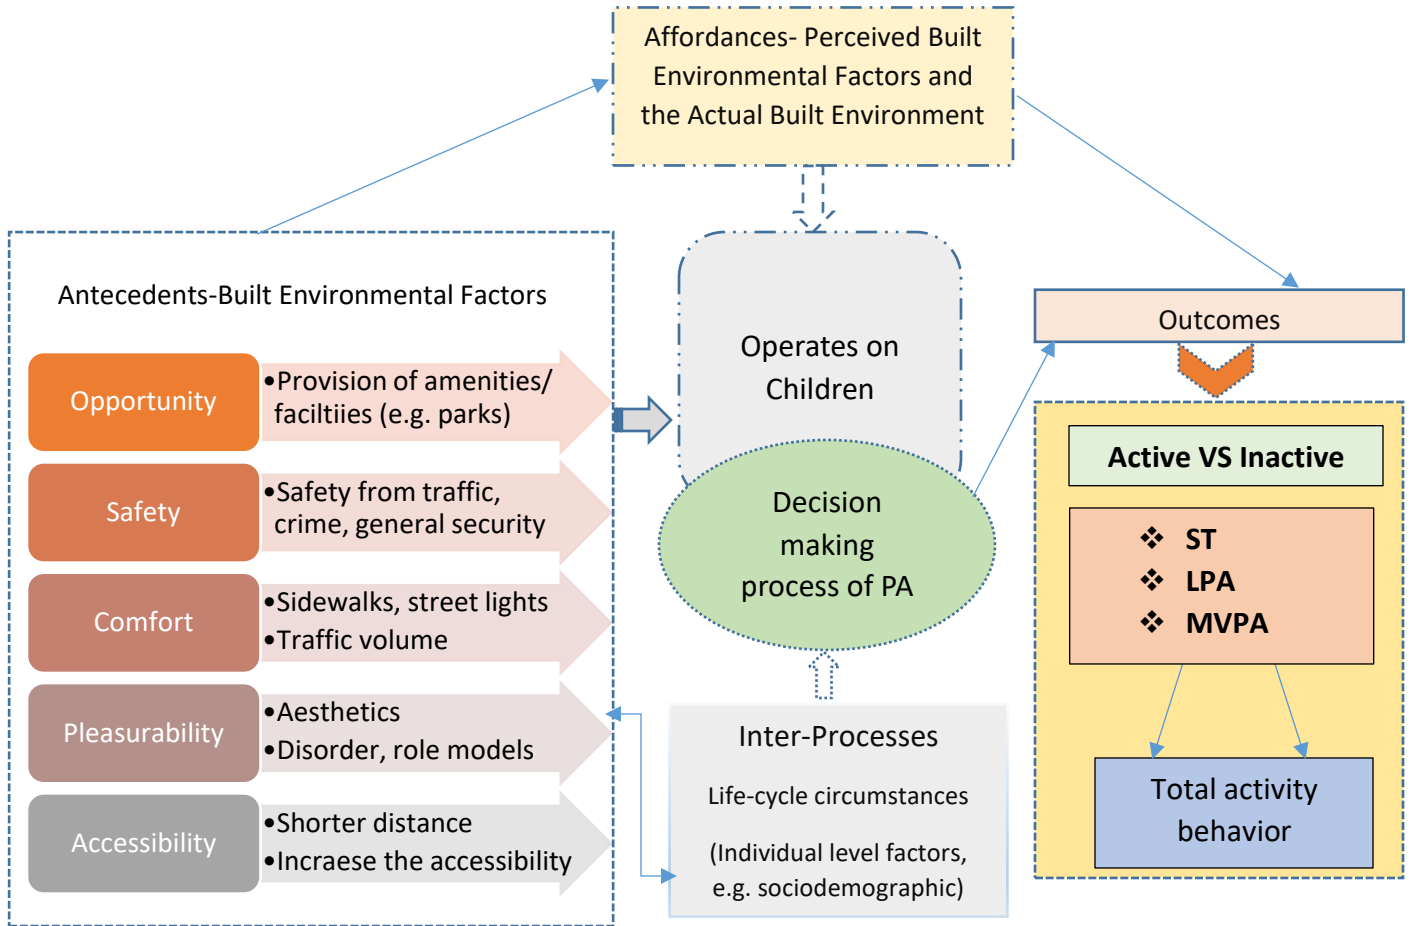 Affordances- Perceived Built
Environmental Factors and
the Actual Built Environment
Antecedents-Built Environmental Factors
Opportunity
•Provision of amenities/
faciltiies (e.g. parks)
Safety
•Safety from traffic,
crime, general security
Comfort
•Sidewalks, street lights
•Traffic volume
Pleasurability
•Aesthetics
•Disorder, role models
Accessibility
•Shorter distance
•Incraese the accessibility
Operates on
Children
Decision
making
process of PA
Inter-Processes
Life-cycle circumstances
(Individual level factors,
e.g. sociodemographic)
Outcomes
Active VS Inactive
❖ ST
❖ LPA
❖ MVPA
Total activity
behavior